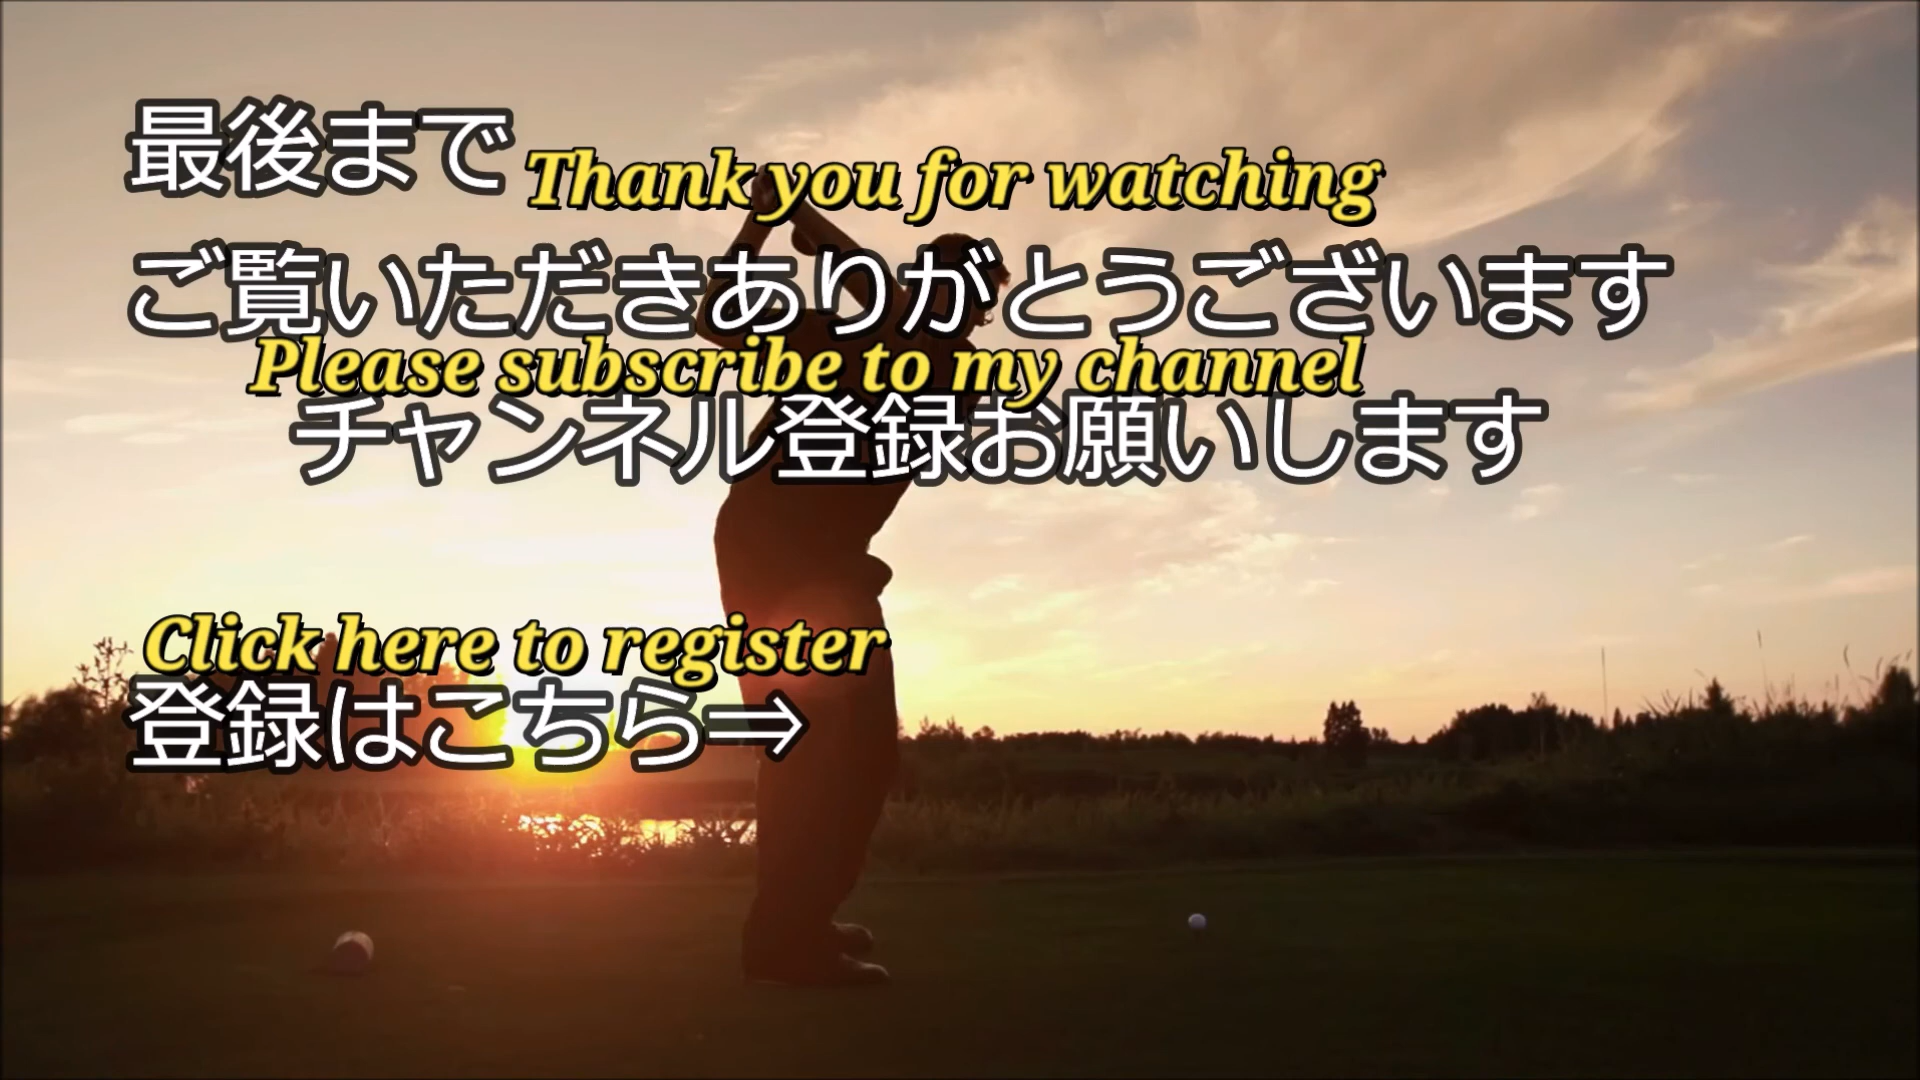 最後まで
Thank you for watching
ご覧いただきありがとうございます
Please subscribe to my channel
チャンネル登録お願いします
Click here to register
登録はこちら⇒